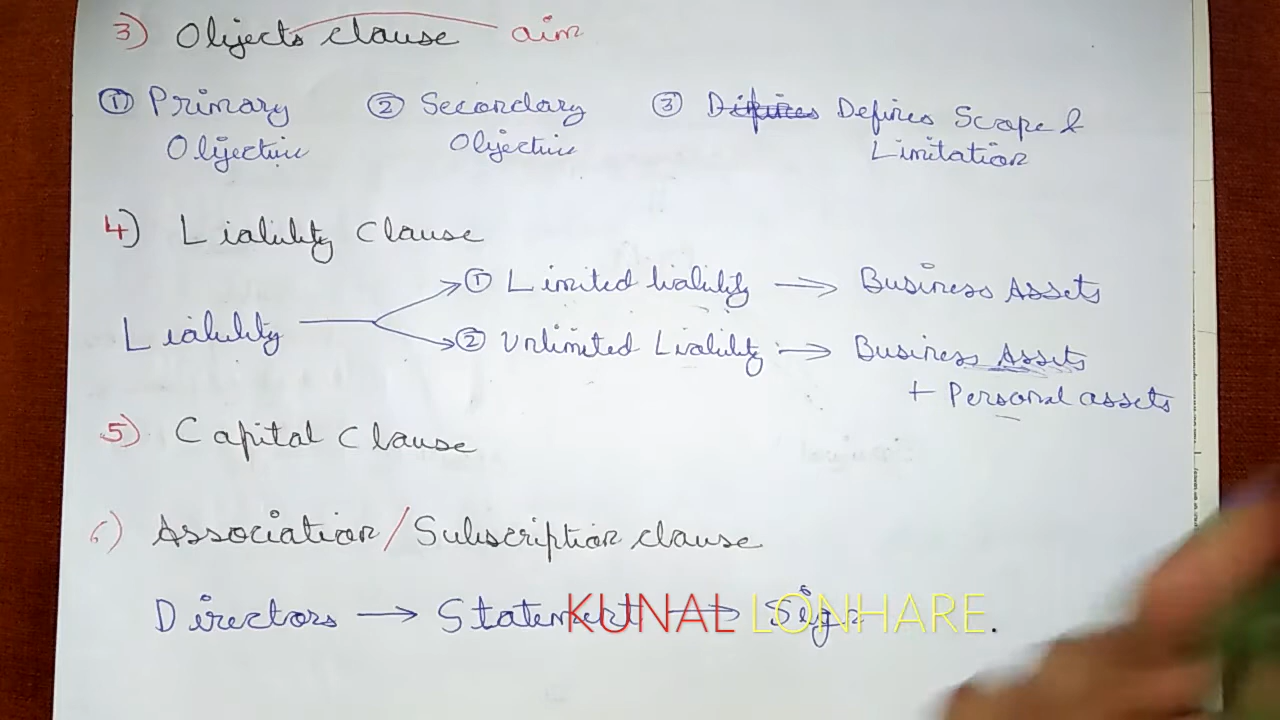 3) Objects clause — aim
① Primary Objective
② Secondary Objective
③ Defines Defines Scope & Limitation
4) Liability Clause
Liability
① Limited liability → Business Assets
② Unlimited Liability → Business Assets
+ Personal assets
5) Capital Clause
6) Association/Subscription clause
Directors → Statement → Sign
KUNAL LONHARE.